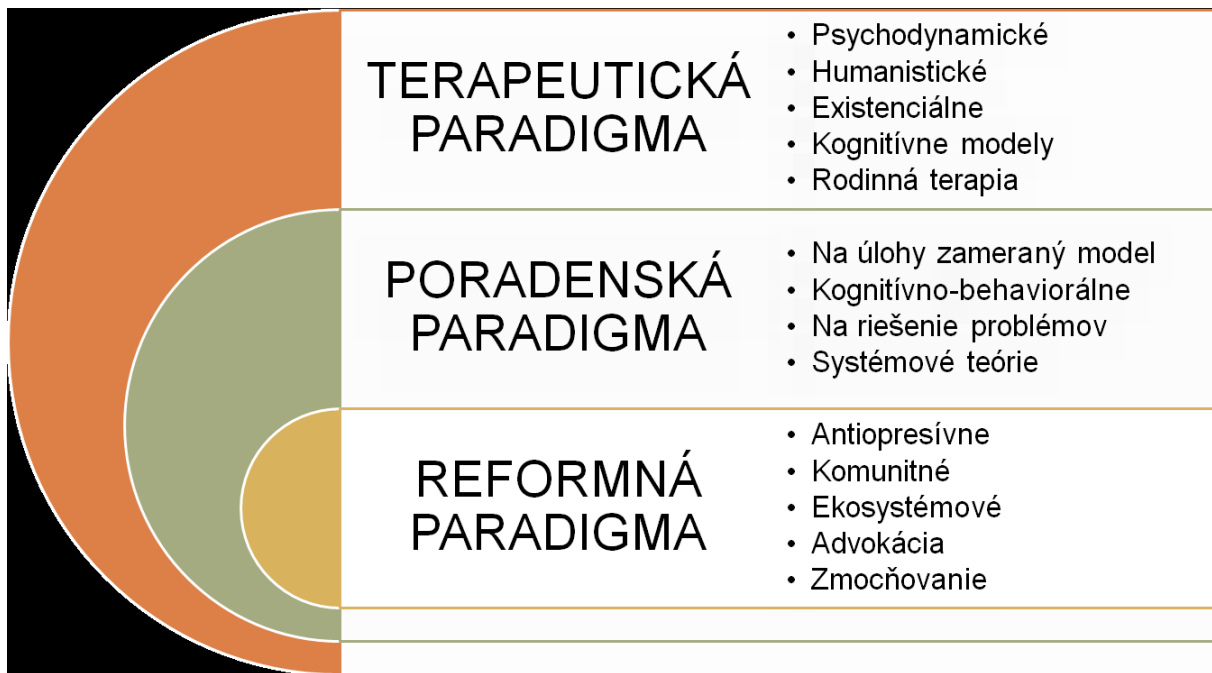 TERAPEUTICKÁ
PARADIGMA
• Psychodynamické
• Humanistické
• Existenciálne
• Kognitívne modely
• Rodinná terapia
PORADENSKÁ
PARADIGMA
• Na úlohy zameraný model
• Kognitívno-behaviorálne
• Na riešenie problémov
• Systémové teórie
REFORMNÁ
PARADIGMA
• Antiopresívne
• Komunitné
• Ekosystémové
• Advokácia
• Zmocňovanie